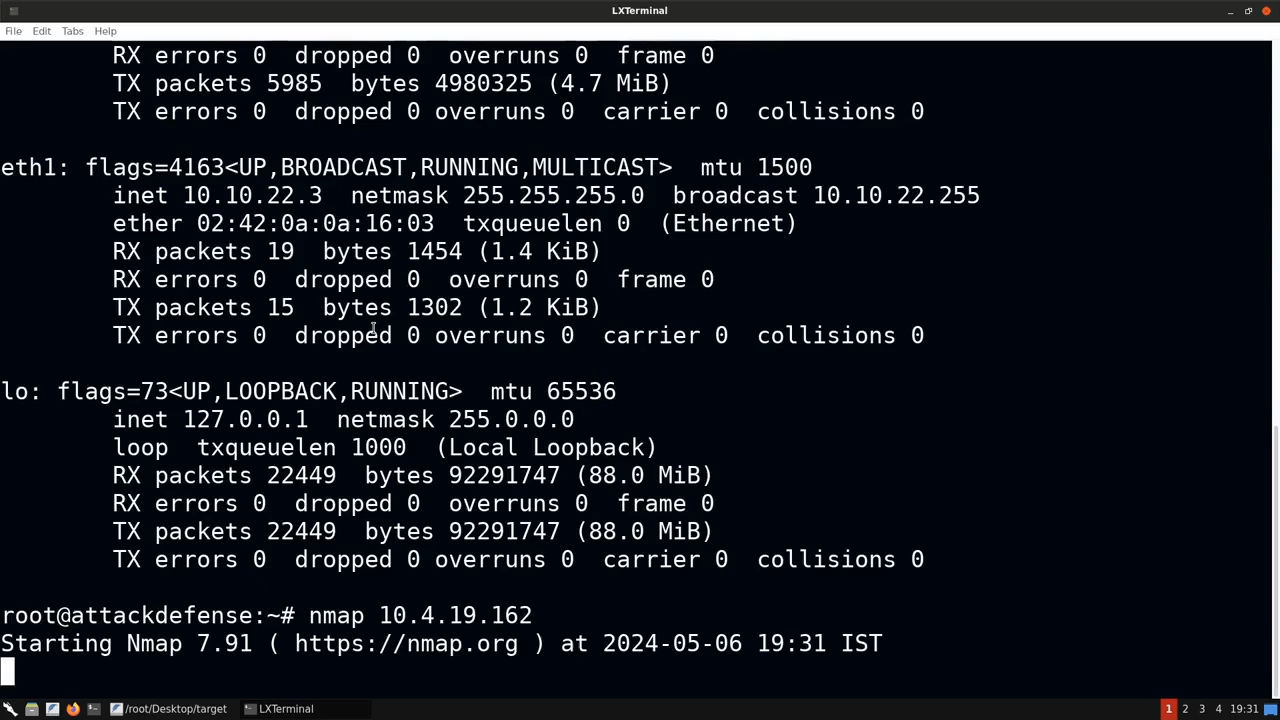 LXTerminal
File Edit Tabs Help
RX errors 0 dropped 0 overruns 0 frame 0
TX packets 5985 bytes 4980325 (4.7 MiB)
TX errors 0 dropped 0 overruns 0 carrier 0 collisions 0
eth1: flags=4163<UP,BROADCAST,RUNNING,MULTICAST> mtu 1500
inet 10.10.22.3 netmask 255.255.255.0 broadcast 10.10.22.255
ether 02:42:0a:0a:16:03 txqueuelen 0 (Ethernet)
RX packets 19 bytes 1454 (1.4 KiB)
RX errors 0 dropped 0 overruns 0 frame 0
TX packets 15 bytes 1302 (1.2 KiB)
TX errors 0 dropped 0 overruns 0 carrier 0 collisions 0
lo: flags=73<UP,LOOPBACK,RUNNING> mtu 65536
inet 127.0.0.1 netmask 255.0.0.0
loop txqueuelen 1000 (Local Loopback)
RX packets 22449 bytes 92291747 (88.0 MiB)
RX errors 0 dropped 0 overruns 0 frame 0
TX packets 22449 bytes 92291747 (88.0 MiB)
TX errors 0 dropped 0 overruns 0 carrier 0 collisions 0
root@attackdefense:~# nmap 10.4.19.162
Starting Nmap 7.91 ( https://nmap.org ) at 2024-05-06 19:31 IST
/root/Desktop/target LXTerminal 1 2 3 4 19:31